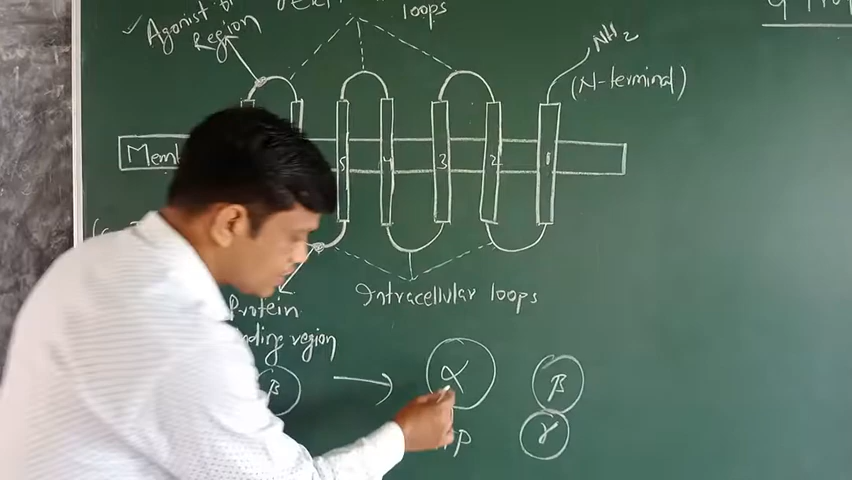 Agonist
Region
loops
NH2
(N-terminal)
5
4
3
2
1
Intracellular loops
Protein
region
β
α
β
γ